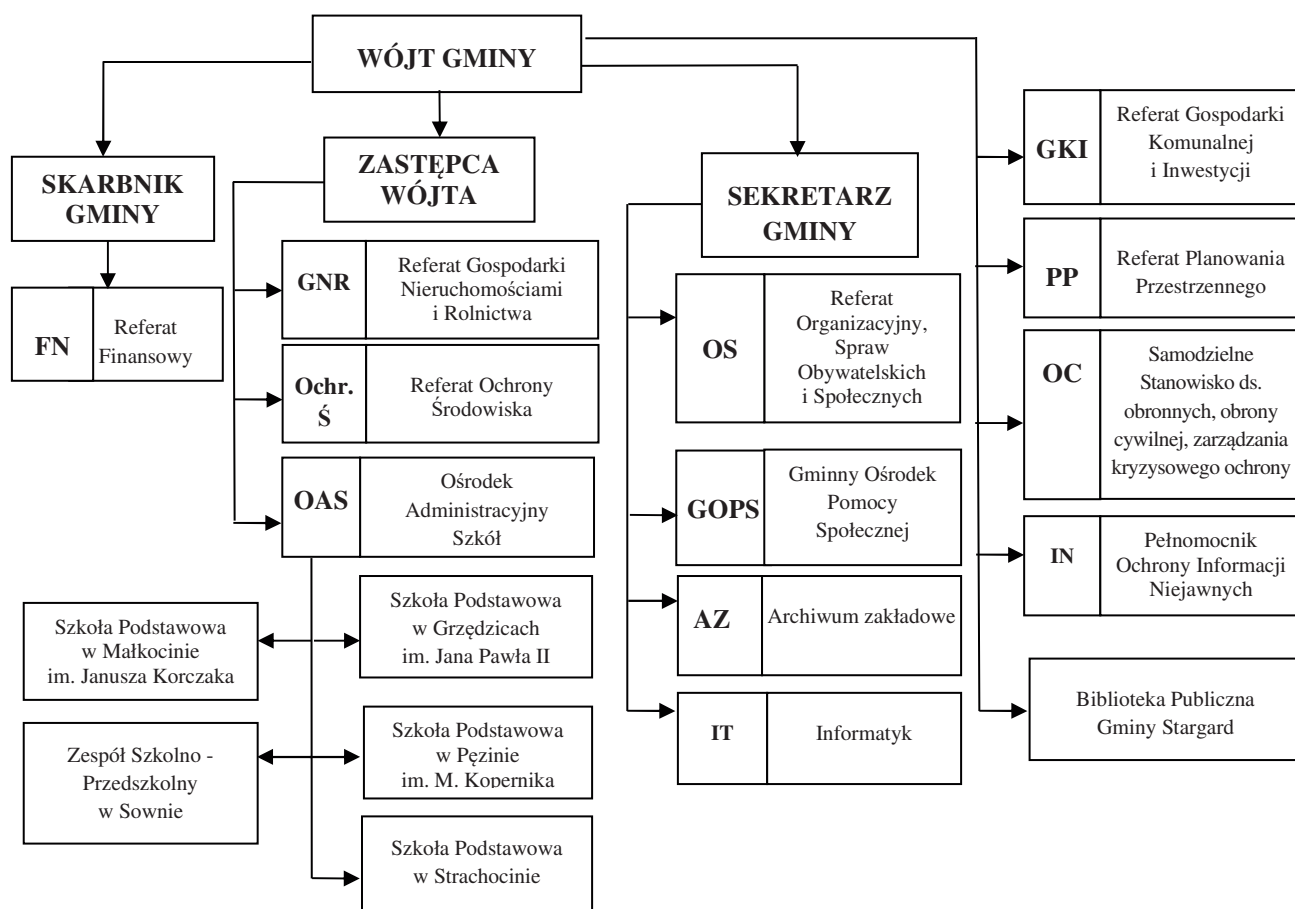 WÓJT GMINY
SKARBNIK
GMINY
FN
Referat
Finansowy
ZASTĘPCA
WÓJTA
GNR
Referat Gospodarki
Nieruchomościami
i Rolnictwa
Ochr.
Ś
Referat Ochrony
Środowiska
OAS
Ośrodek
Administracyjny
Szkół
Szkoła Podstawowa
w Małkocinie
im. Janusza Korczaka
Szkoła Podstawowa
w Grzędzicach
im. Jana Pawła II
Zespół Szkolno -
Przedszkolny
w Sownie
Szkoła Podstawowa
w Pęzinie
im. M. Kopernika
Szkoła Podstawowa
w Strachocinie
SEKRETARZ
GMINY
OS
Referat
Organizacyjny,
Spraw
Obywatelskich
i Społecznych
GOPS
Gminny Ośrodek
Pomocy
Społecznej
AZ
Archiwum zakładowe
IT
Informatyk
GKI
Referat Gospodarki
Komunalnej
i Inwestycji
PP
Referat Planowania
Przestrzennego
OC
Samodzielne
Stanowisko ds.
obronnych, obrony
cywilnej, zarządzania
kryzysowego ochrony
IN
Pełnomocnik
Ochrony Informacji
Niejawnych
Biblioteka Publiczna
Gminy Stargard